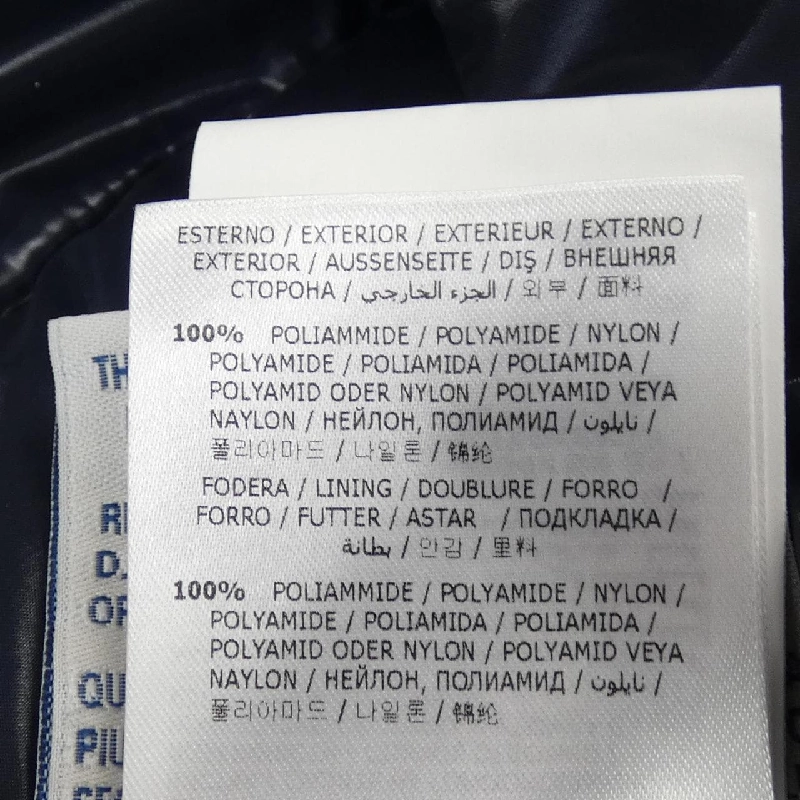 ESTERNO / EXTERIOR / EXTERIEUR / EXTERNO /
EXTERIOR / AUSSENSEITE / DIŞ / ВНЕШНЯЯ
СТОРОНА / الجزء الخارجي / 외부 / 面料
100% POLIAMMIDE / POLYAMIDE / NYLON /
POLYAMIDE / POLIAMIDA / POLIAMIDA /
POLYAMID ODER NYLON / POLYAMID VEYA
NAYLON / НЕЙЛОН, ПОЛИАМИД / نايلون /
폴리아마드 / 나일론 / 锦纶
FODERA / LINING / DOUBLURE / FORRO /
FORRO / FUTTER / ASTAR / ПОДКЛАДКА /
بطانة / 안감 / 里料
100% POLIAMMIDE / POLYAMIDE / NYLON /
POLYAMIDE / POLIAMIDA / POLIAMIDA /
POLYAMID ODER NYLON / POLYAMID VEYA
NAYLON / НЕЙЛОН, ПОЛИАМИД / نايلون /
폴리아마드 / 나일론 / 锦纶